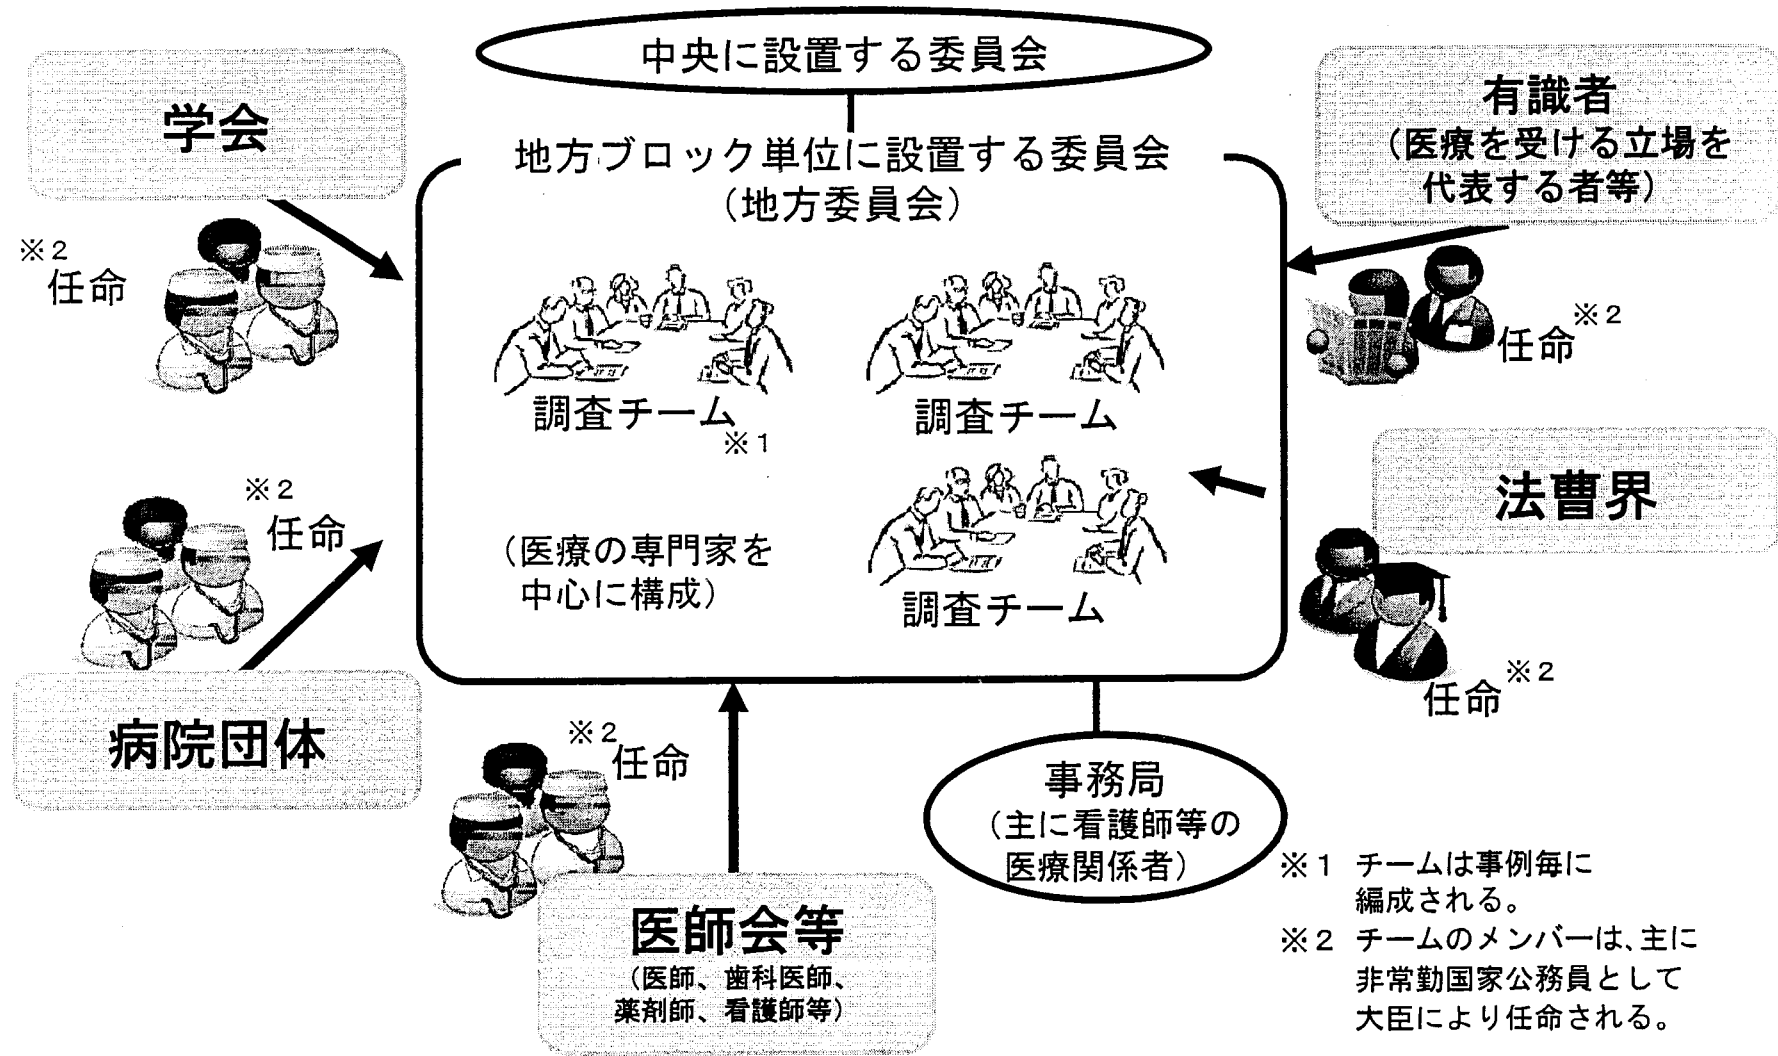 中央に設置する委員会
学会
有識者
(医療を受ける立場を
代表する者等)
地方ブロック単位に設置する委員会
(地方委員会)
※2
任命
任命※2
調査チーム
※1
調査チーム
法曹界
※2
任命
(医療の専門家を
中心に構成)
調査チーム
任命※2
病院団体
※2
任命
事務局
(主に看護師等の
医療関係者)
医師会等
(医師、歯科医師、
薬剤師、看護師等)
※1 チームは事例毎に
編成される。
※2 チームのメンバーは、主に
非常勤国家公務員として
大臣により任命される。